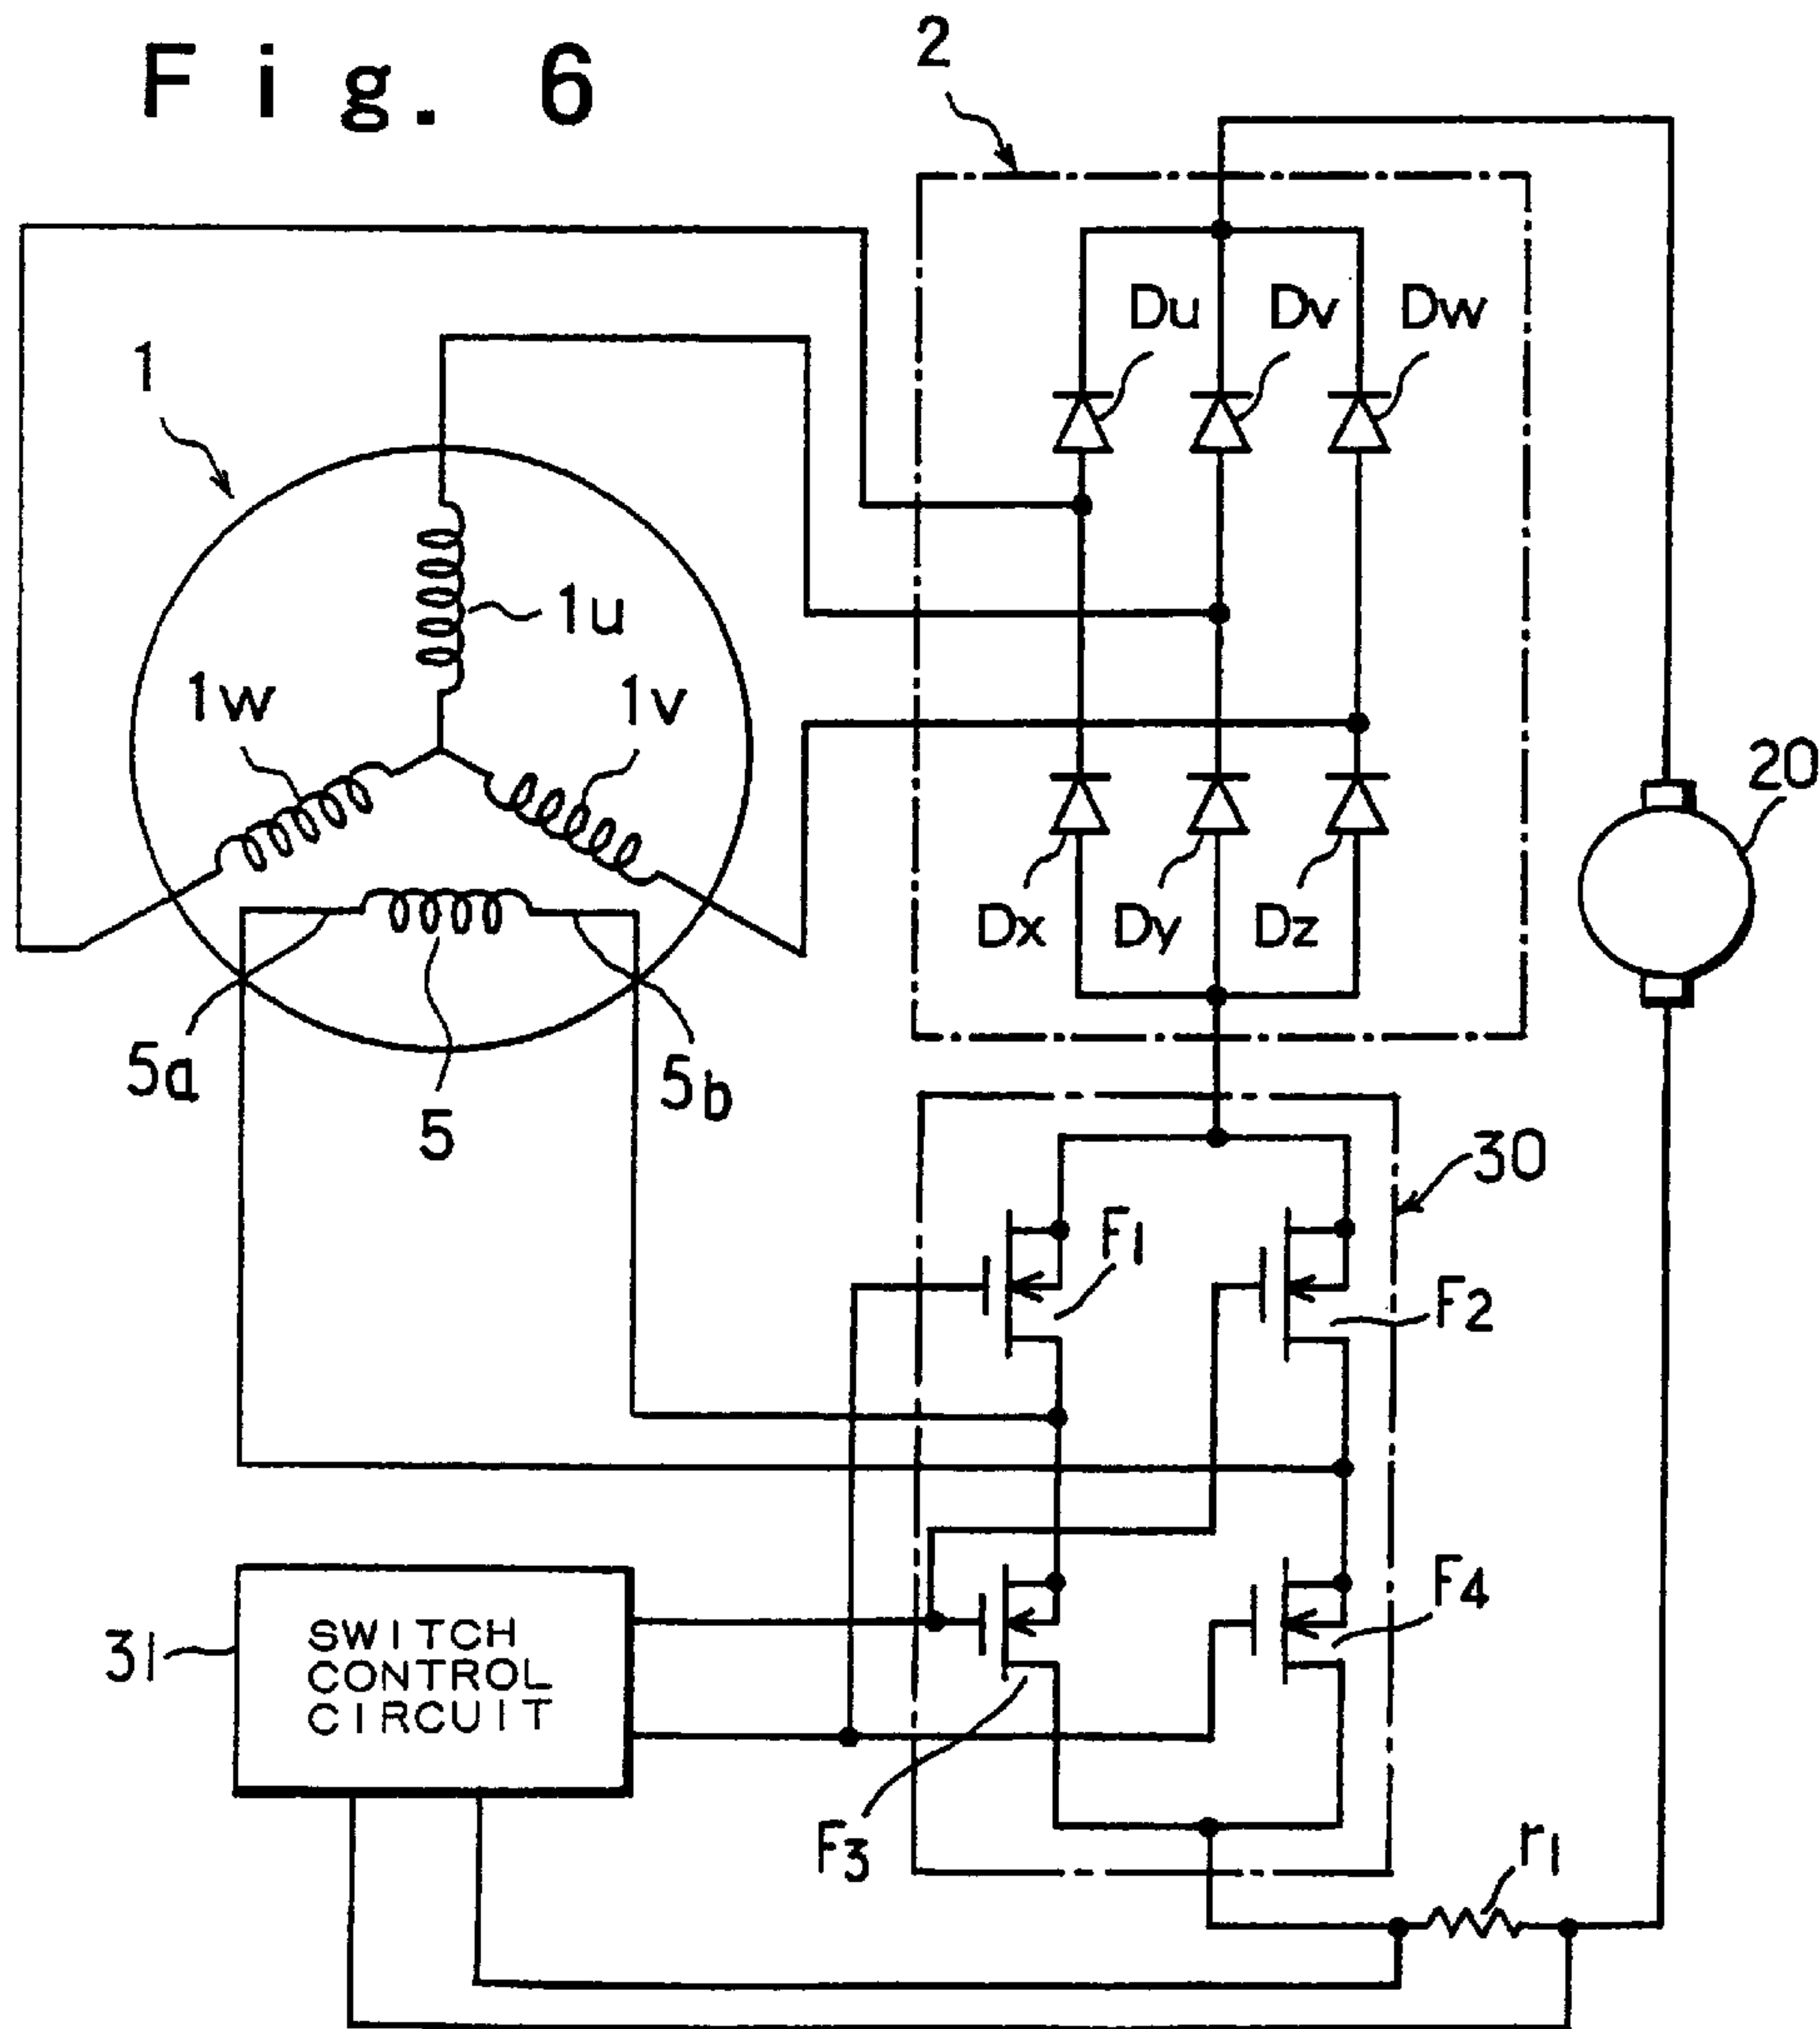 Fig. 6
2
Du
Dv
Dw
1
1u
1w
1v
20
Dx
Dy
Dz
5a
5
5b
30
F1
F2
31
SWITCH
CONTROL
CIRCUIT
F4
F3
r1